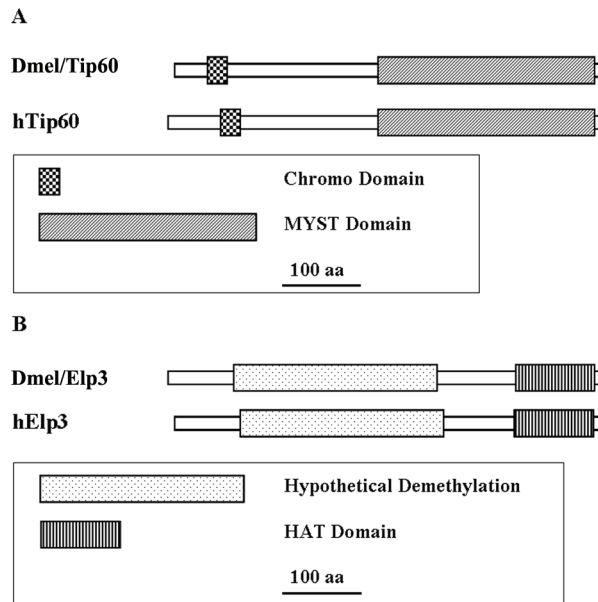 A
Dmel/Tip60
hTip60
Chromo Domain
MYST Domain
100 aa
B
Dmel/Elp3
hElp3
Hypothetical Demethylation
HAT Domain
100 aa